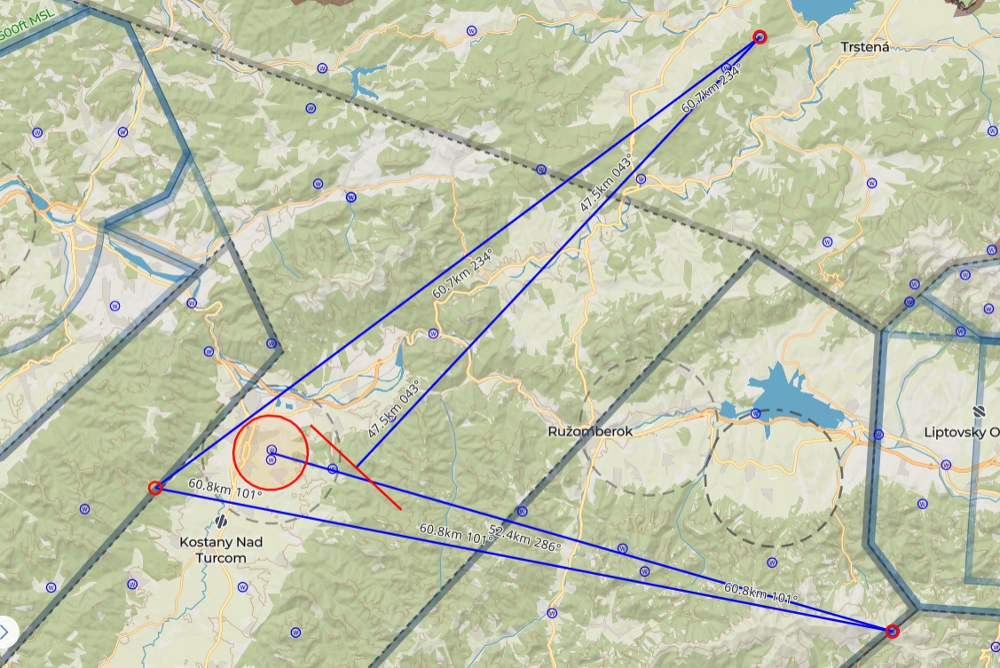 500ft MSL
Trstená
60.7km 234°
47.5km 043°
60.7km 234°
47.5km 043°
Ružomberok
Liptovsky O
60.8km 101°
60.8km 101°
52.4km 286°
Kostany Nad
Turcom
60.8km 101°